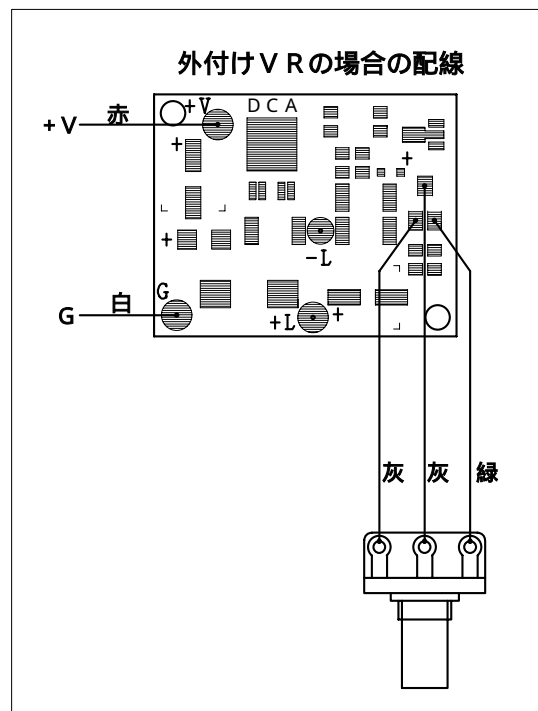 外付けＶＲの場合の配線
+V DCA
+V 赤
+
+
+
-L
G
G 白
+L +
灰 灰 緑